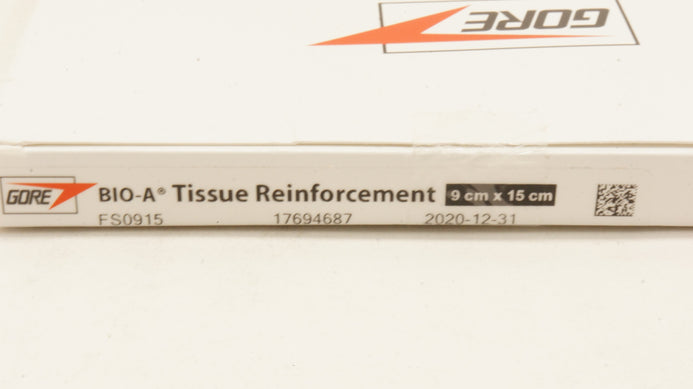 GORE
GORE BIO-A® Tissue Reinforcement 9 cm x 15 cm
FS0915 17694687 2020-12-31